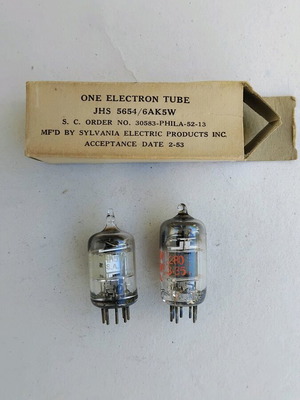 ONE ELECTRON TUBE
JHS 5654/6AK5W
S. C. ORDER NO. 30583-PHILA-52-13
MF'D BY SYLVANIA ELECTRIC PRODUCTS INC.
ACCEPTANCE DATE 2-53
280